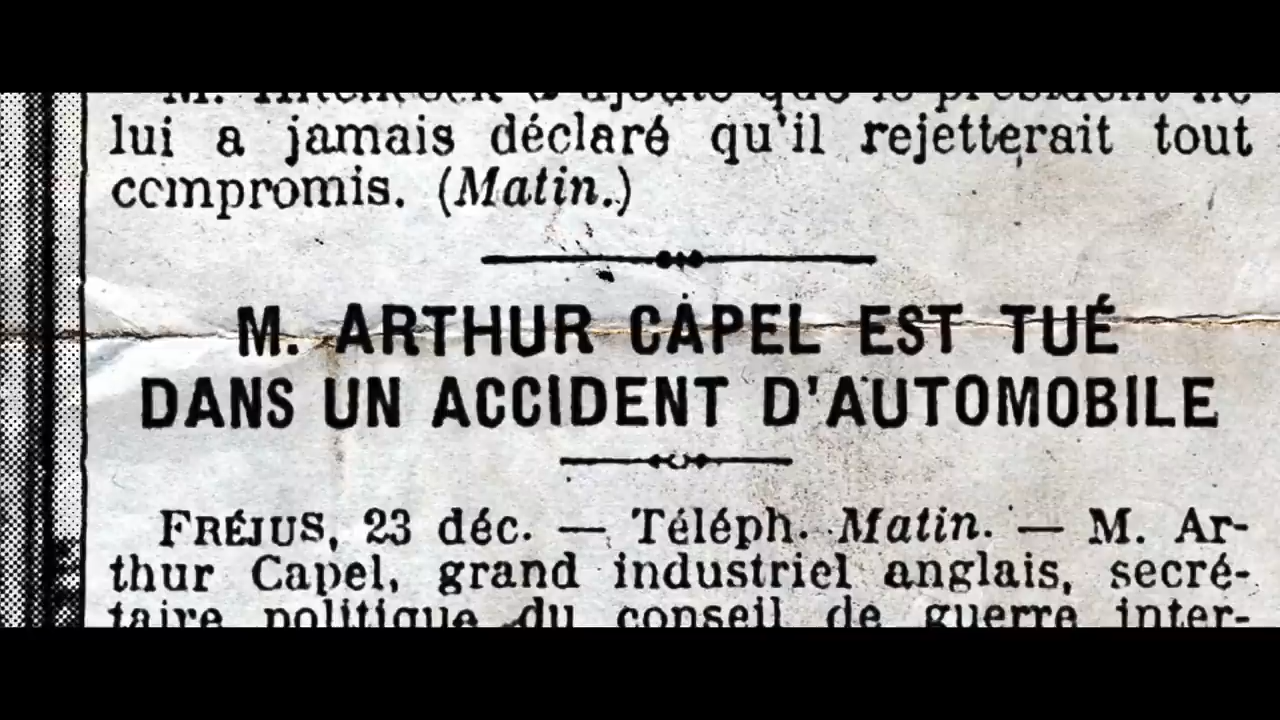 lui a jamais déclaré qu'il rejetterait tout
compromis. (Matin.)
M. ARTHUR CAPEL EST TUÉ
DANS UN ACCIDENT D'AUTOMOBILE
FRÉJUS, 23 déc. — Téléph. Matin. — M. Ar-
thur Capel, grand industriel anglais, secré-
taire politique du conseil de guerre inter-